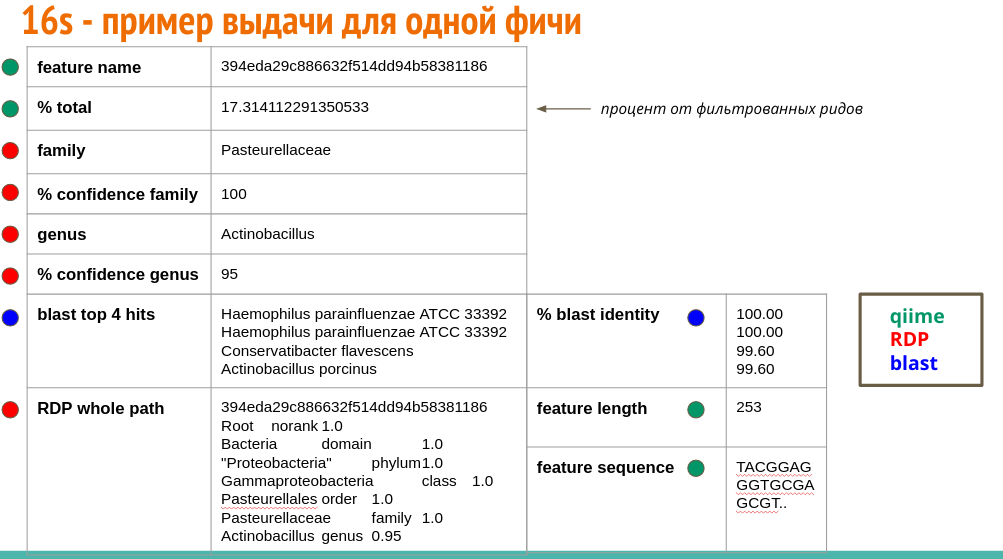 16s - пример выдачи для одной фичи
feature name 394eda29c886632f514dd94b58381186
% total 17.314112291350533
процент от фильтрованных ридов
family Pasteurellaceae
% confidence family 100
genus Actinobacillus
% confidence genus 95
blast top 4 hits
Haemophilus parainfluenzae ATCC 33392
Haemophilus parainfluenzae ATCC 33392
Conservatibacter flavescens
Actinobacillus porcinus
% blast identity
100.00
100.00
99.60
99.60
qiime
RDP
blast
RDP whole path
394eda29c886632f514dd94b58381186
Root norank 1.0
Bacteria domain 1.0
"Proteobacteria" phylum 1.0
Gammaproteobacteria class 1.0
Pasteurellales order 1.0
Pasteurellaceae family 1.0
Actinobacillus genus 0.95
feature length 253
feature sequence
TACGGAG
GGTGCGA
GCGT..